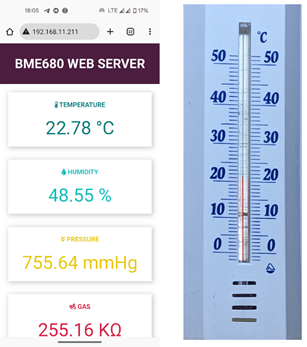 18:05
LTE
17%
192.168.11.211
BME680 WEB SERVER
TEMPERATURE
22.78 °C
HUMIDITY
48.55 %
PRESSURE
755.64 mmHg
GAS
255.16 KΩ
°C
50 50
40 40
30 30
20 20
10 10
0 0